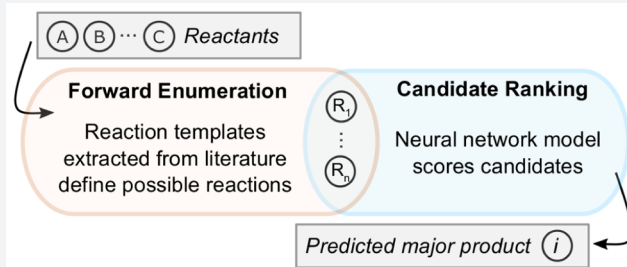 A B ... C Reactants
Forward Enumeration
Reaction templates
extracted from literature
define possible reactions
R1
⋮
Rn
Candidate Ranking
Neural network model
scores candidates
Predicted major product i